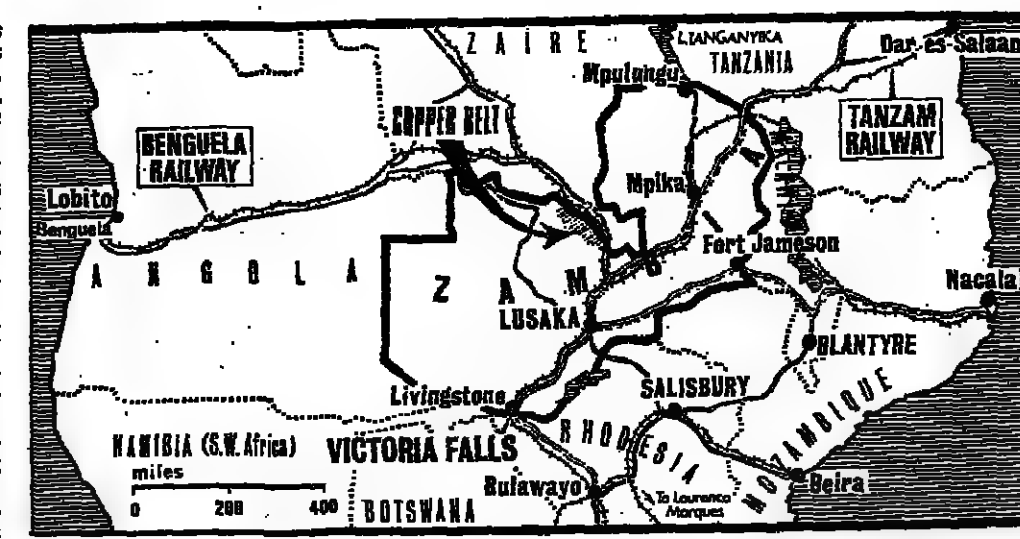 ZAIRE
L.TANGANYIKA
TANZANIA
Dar-es-Salaam
Mpulungu
COPPER BELT
BENGUELA
RAILWAY
TANZAM
RAILWAY
Lobito
Benguela
Mpika
Fort Jameson
ANGOLA
ZAMBIA
Nacala
LUSAKA
BLANTYRE
Livingstone
SALISBURY
NAMIBIA (S.W. Africa)
VICTORIA FALLS
RHODESIA
MOZAMBIQUE
miles
0 200 400
Bulawayo
BOTSWANA
To Lourenco
Marques
Beira